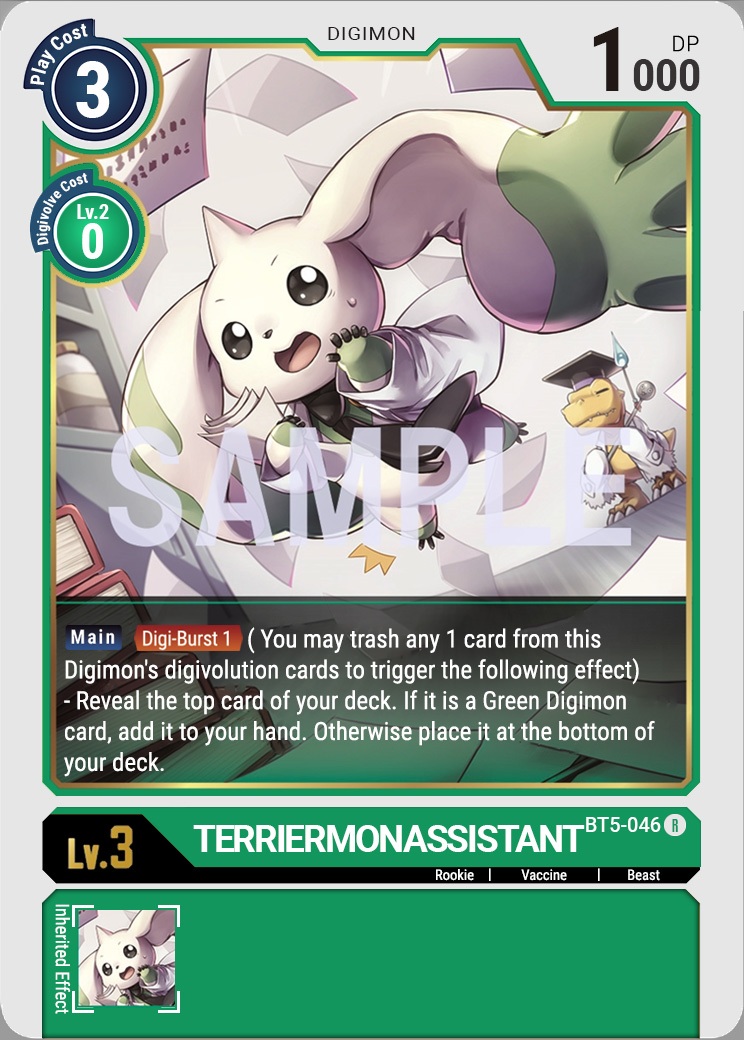 DIGIMON
Play Cost
3
DP
1000
Digivolve Cost
Lv.2
0
SAMPLE
Main Digi-Burst 1 ( You may trash any 1 card from this
Digimon's digivolution cards to trigger the following effect)
- Reveal the top card of your deck. If it is a Green Digimon
card, add it to your hand. Otherwise place it at the bottom of
your deck.
Lv.3
TERRIERMONASSISTANT
BT5-046 R
Rookie | Vaccine | Beast
Inherited Effect